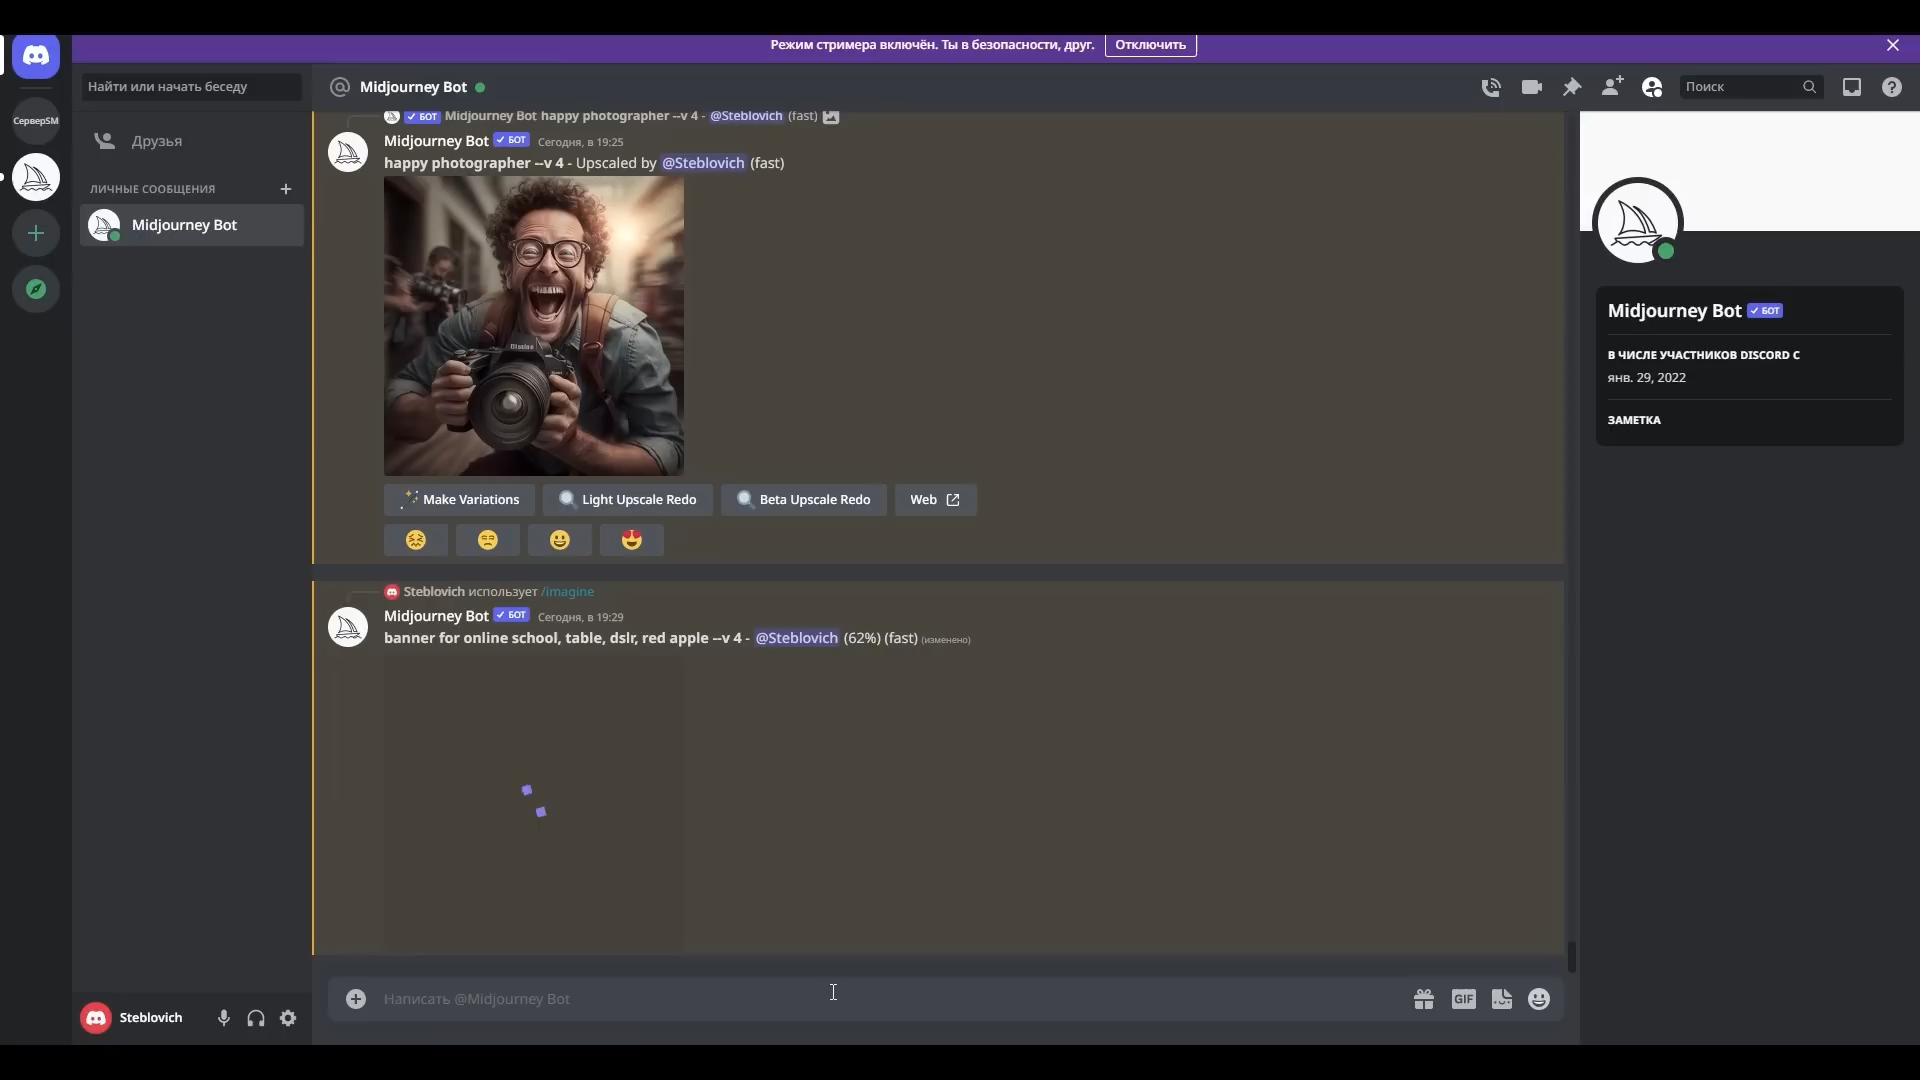 Режим стримера включён. Ты в безопасности, друг. Отключить
Найти или начать беседу
Midjourney Bot
Поиск
СерверSM
Друзья
ЛИЧНЫЕ СООБЩЕНИЯ
Midjourney Bot
БОТ Midjourney Bot happy photographer --v 4 - @Steblovich (fast)
Midjourney Bot БОТ Сегодня, в 19:25
happy photographer --v 4 - Upscaled by @Steblovich (fast)
Make Variations Light Upscale Redo Beta Upscale Redo Web
Steblovich использует /imagine
Midjourney Bot БОТ Сегодня, в 19:29
banner for online school, table, dslr, red apple --v 4 - @Steblovich (62%) (fast) (изменено)
Написать @Midjourney Bot
GIF
Steblovich
Midjourney Bot БОТ
В ЧИСЛЕ УЧАСТНИКОВ DISCORD С
янв. 29, 2022
ЗАМЕТКА